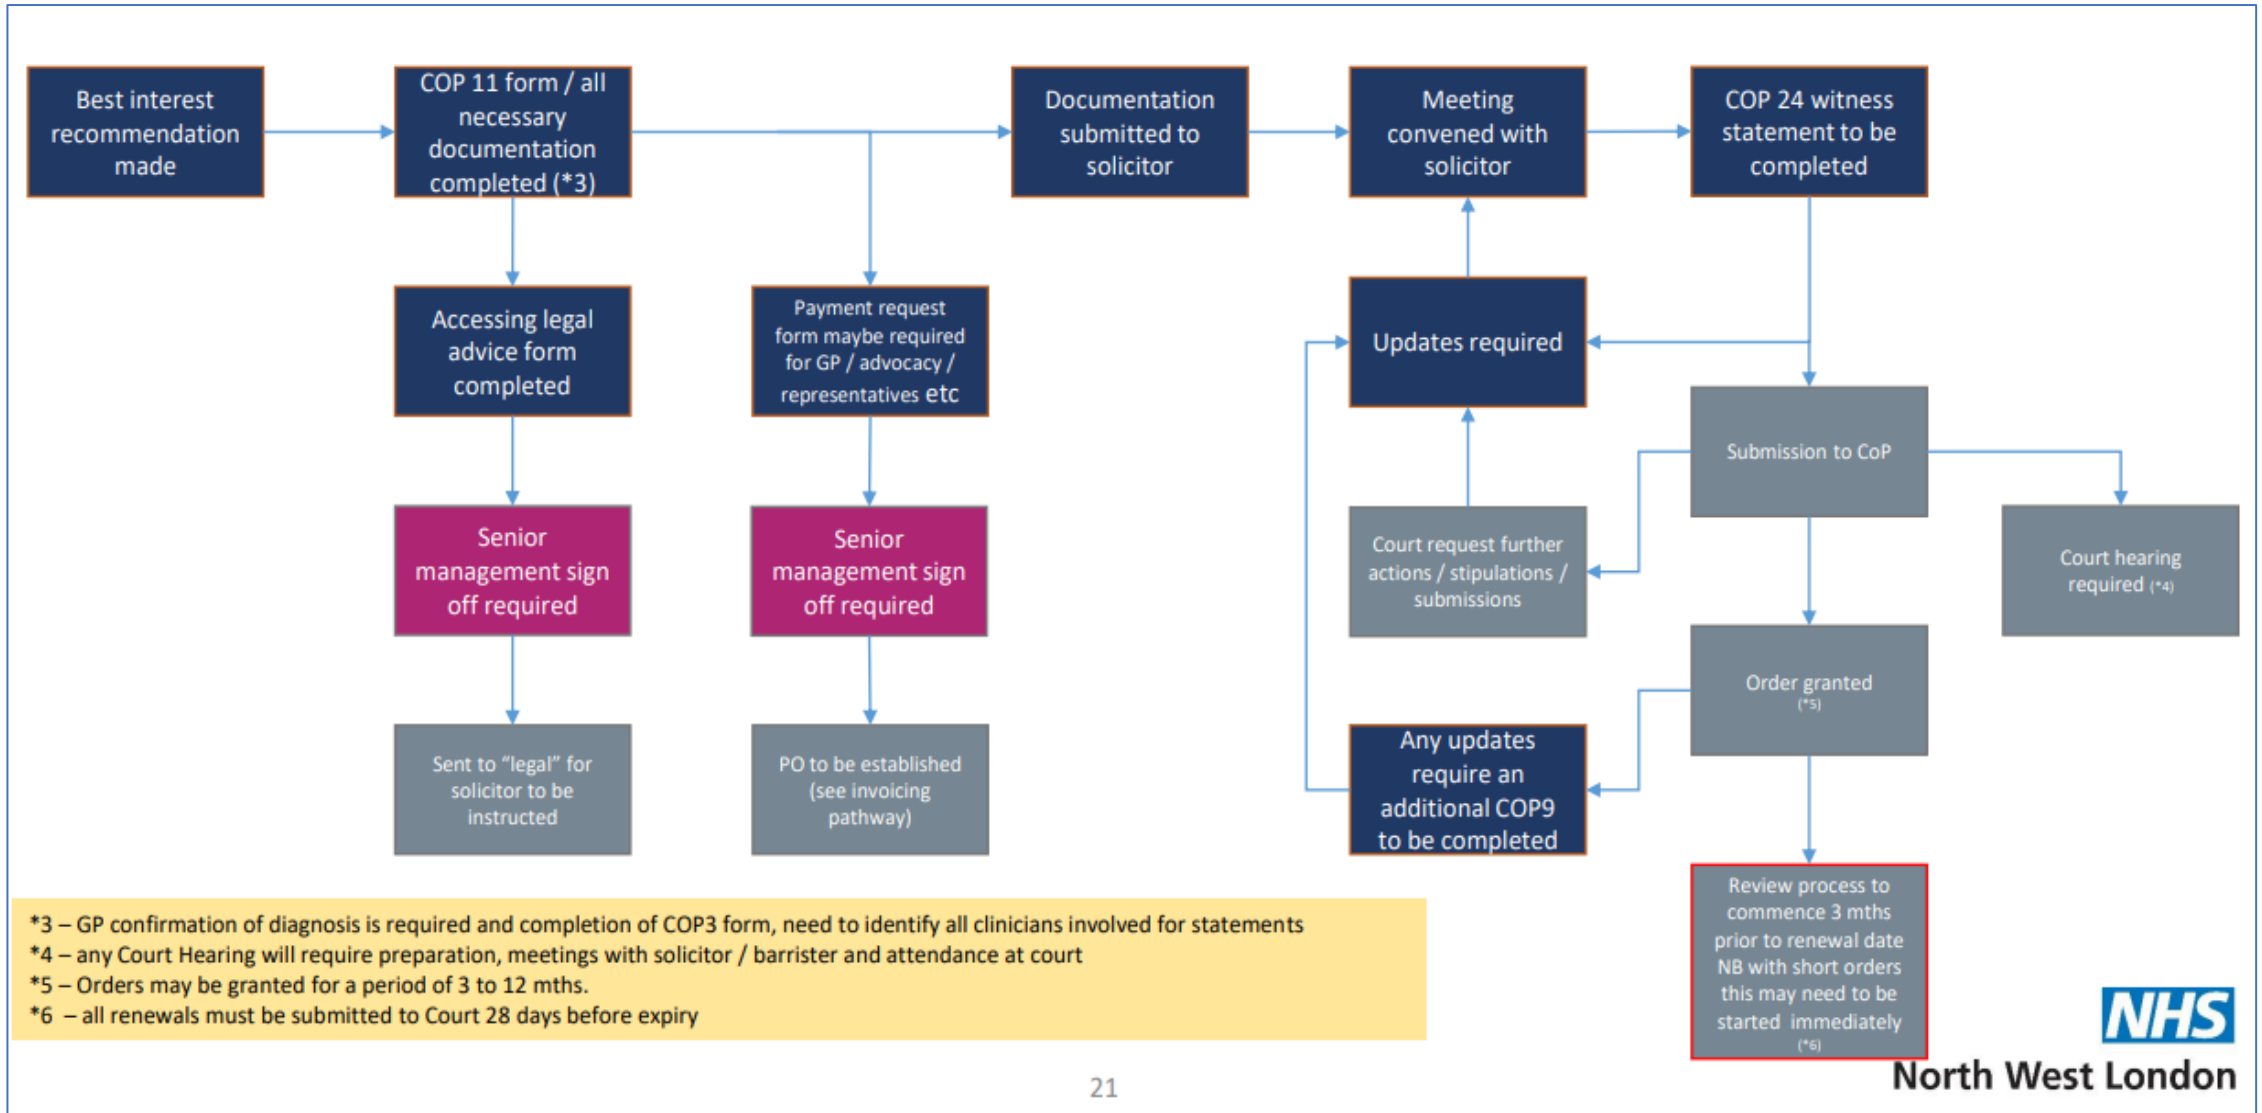 Best interest
recommendation
made
COP 11 form / all
necessary
documentation
completed (*3)
Documentation
submitted to
solicitor
Meeting
convened with
solicitor
COP 24 witness
statement to be
completed
Accessing legal
advice form
completed
Payment request
form maybe required
for GP / advocacy /
representatives etc
Updates required
Submission to CoP
Senior
management sign
off required
Senior
management sign
off required
Court request further
actions / stipulations /
submissions
Court hearing
required (*4)
Order granted
(*5)
Sent to “legal” for
solicitor to be
instructed
PO to be established
(see invoicing
pathway)
Any updates
require an
additional COP9
to be completed
Review process to
commence 3 mths
prior to renewal date
NB with short orders
this may need to be
started immediately
(*6)
*3 – GP confirmation of diagnosis is required and completion of COP3 form, need to identify all clinicians involved for statements
*4 – any Court Hearing will require preparation, meetings with solicitor / barrister and attendance at court
*5 – Orders may be granted for a period of 3 to 12 mths.
*6 – all renewals must be submitted to Court 28 days before expiry
NHS
North West London
21